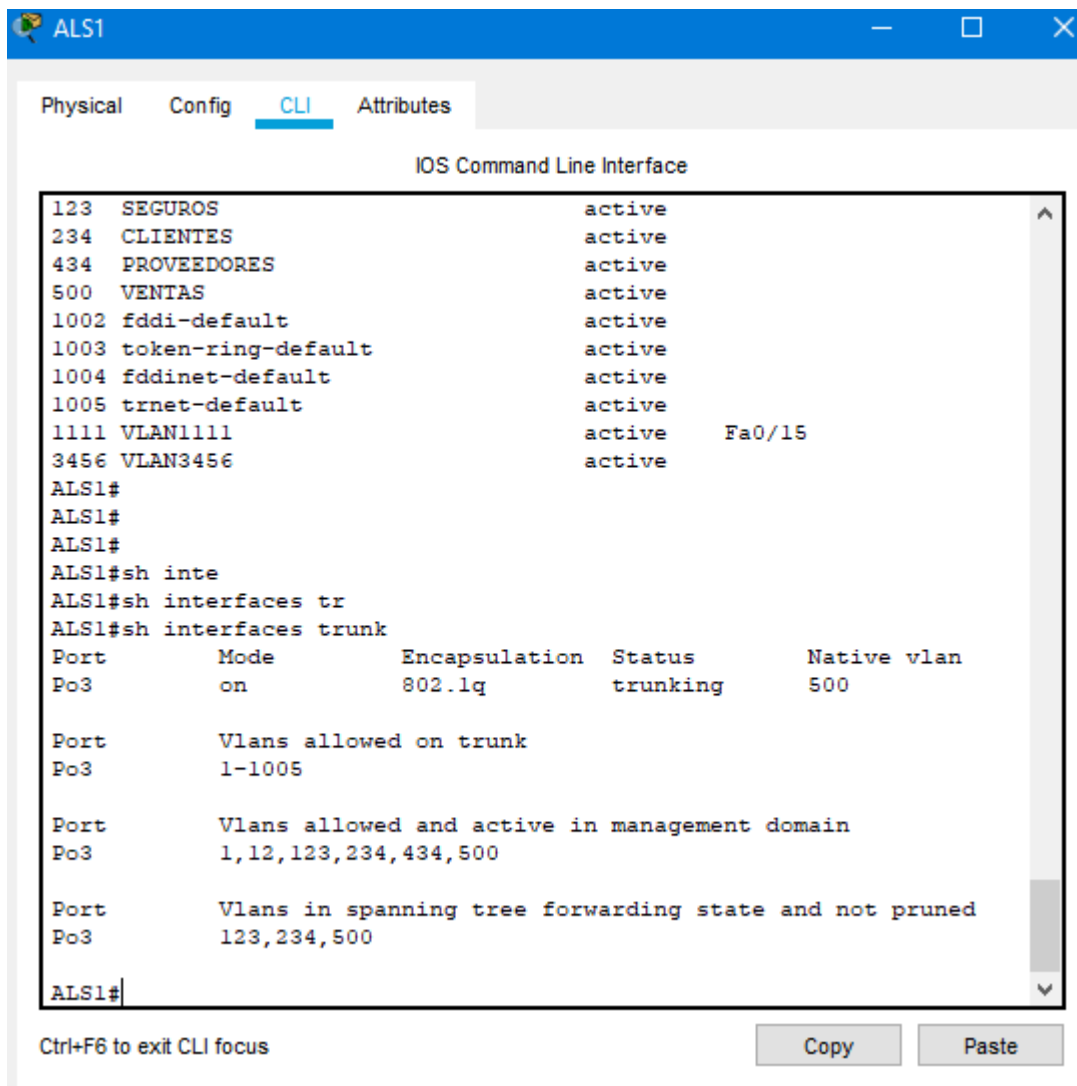 ALS1
Physical Config CLI Attributes
IOS Command Line Interface
123 SEGUROS active
234 CLIENTES active
434 PROVEEDORES active
500 VENTAS active
1002 fddi-default active
1003 token-ring-default active
1004 fddinet-default active
1005 trnet-default active
1111 VLAN1111 active Fa0/15
3456 VLAN3456 active
ALS1#
ALS1#
ALS1#
ALS1#sh inte
ALS1#sh interfaces tr
ALS1#sh interfaces trunk
Port Mode Encapsulation Status Native vlan
Po3 on 802.1q trunking 500
Port Vlans allowed on trunk
Po3 1-1005
Port Vlans allowed and active in management domain
Po3 1,12,123,234,434,500
Port Vlans in spanning tree forwarding state and not pruned
Po3 123,234,500
ALS1#
Ctrl+F6 to exit CLI focus Copy Paste